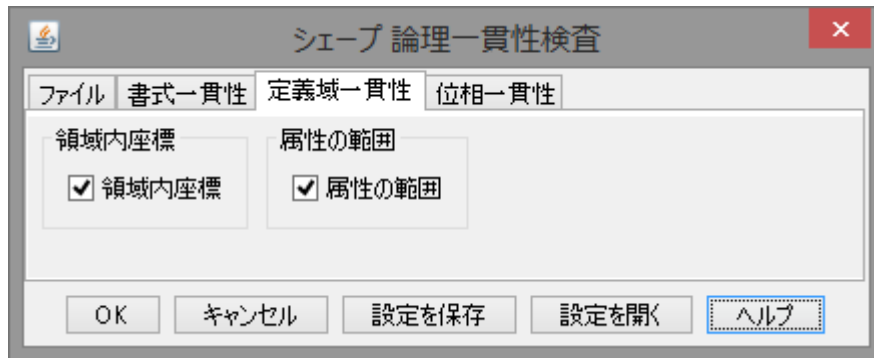 シェープ 論理一貫性検査
ファイル 書式一貫性 定義域一貫性 位相一貫性
領域内座標 属性の範囲
領域内座標 属性の範囲
OK キャンセル 設定を保存 設定を開く ヘルプ